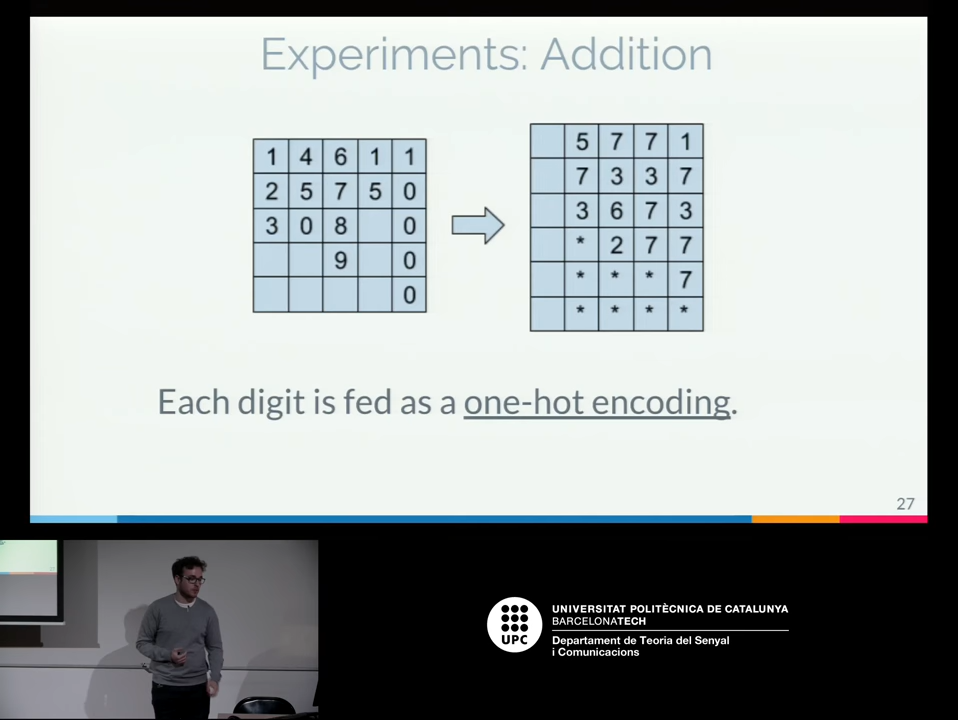 Experiments: Addition
1 4 6 1 1
2 5 7 5 0
3 0 8 0
9 0
0
5 7 7 1
7 3 3 7
3 6 7 3
* 2 7 7
* * * 7
* * * *
Each digit is fed as a one-hot encoding.
27
UPC
UNIVERSITAT POLITÈCNICA DE CATALUNYA
BARCELONATECH
Departament de Teoria del Senyal
i Comunicacions